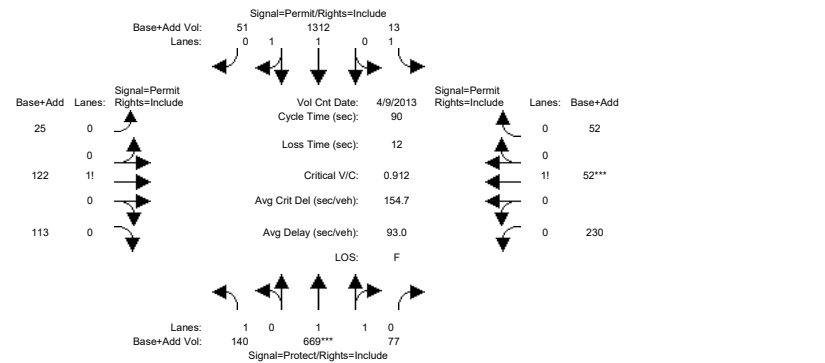 Signal=Permit/Rights=Include
Base+Add Vol: 51 1312 13
Lanes: 0 1 1 0 1
Signal=Permit
Base+Add Lanes: Rights=Include
Vol Cnt Date: 4/9/2013
Signal=Permit
Rights=Include Lanes: Base+Add
Cycle Time (sec): 90
25 0
0 52
Loss Time (sec): 12
0
0
122 1!
Critical V/C: 0.912
1! 52***
0
Avg Crit Del (sec/veh): 154.7
0
113 0
Avg Delay (sec/veh): 93.0
0 230
LOS: F
Lanes: 1 0 1 1 0
Base+Add Vol: 140 669*** 77
Signal=Protect/Rights=Include